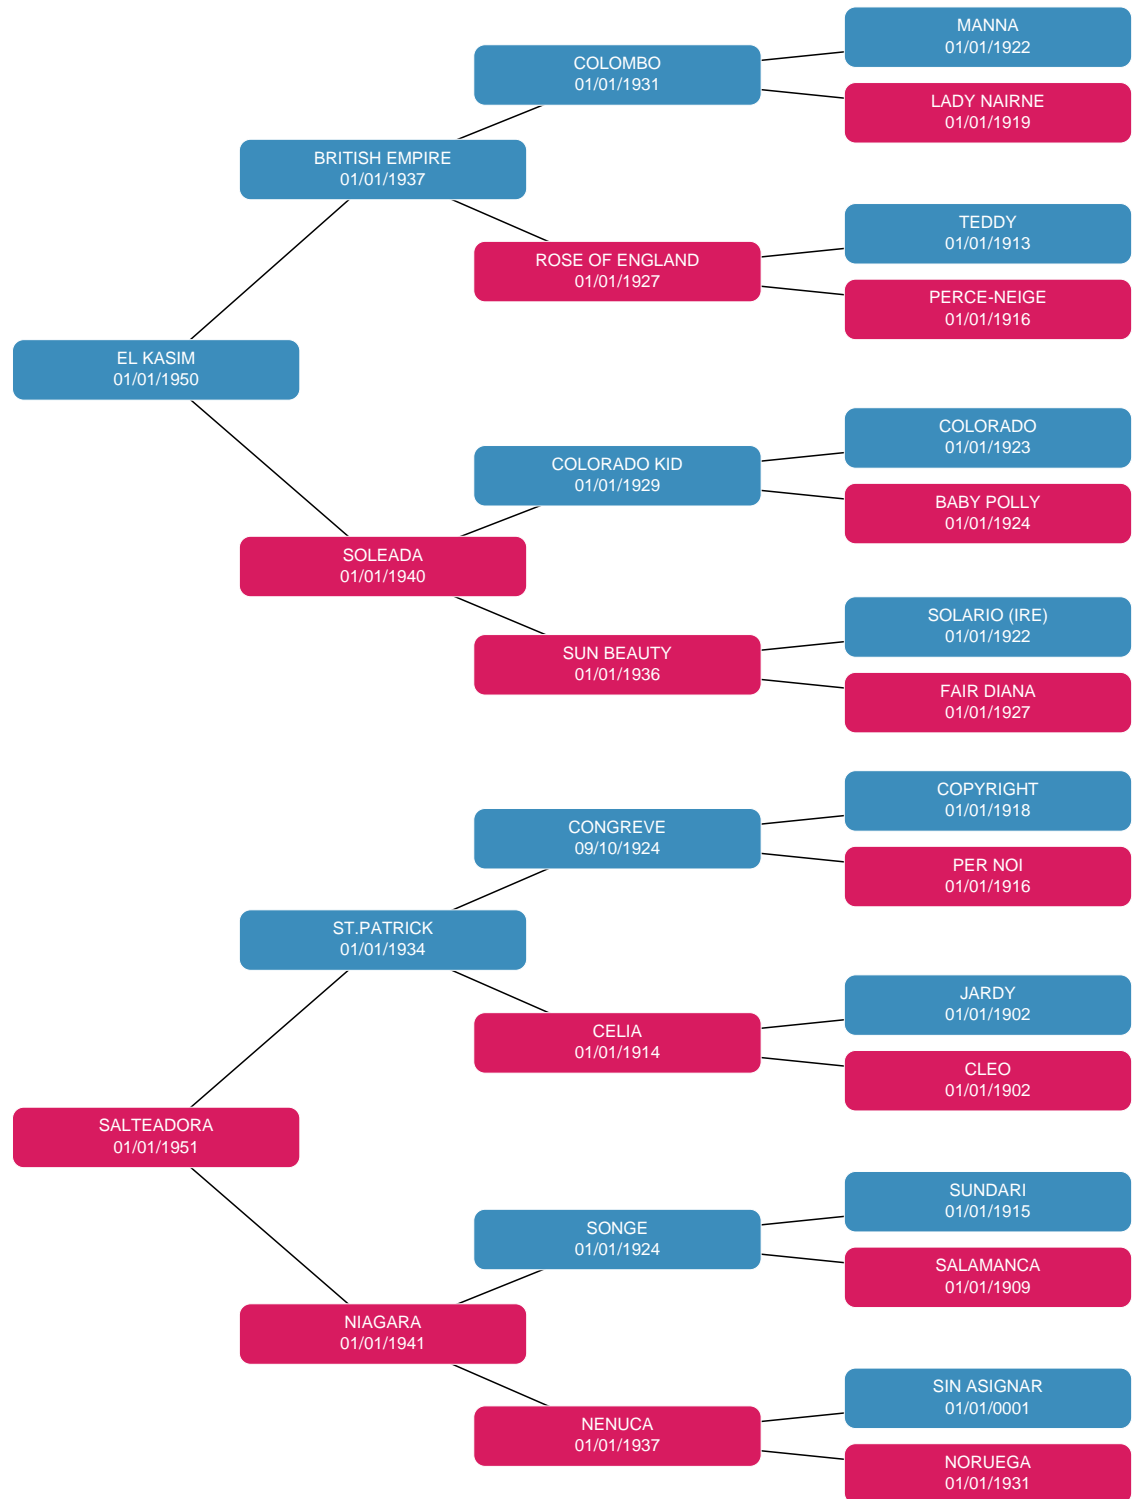 MANNA
01/01/1922
COLOMBO
01/01/1931
LADY NAIRNE
01/01/1919
BRITISH EMPIRE
01/01/1937
TEDDY
01/01/1913
ROSE OF ENGLAND
01/01/1927
PERCE-NEIGE
01/01/1916
EL KASIM
01/01/1950
COLORADO
01/01/1923
COLORADO KID
01/01/1929
BABY POLLY
01/01/1924
SOLEADA
01/01/1940
SOLARIO (IRE)
01/01/1922
SUN BEAUTY
01/01/1936
FAIR DIANA
01/01/1927
COPYRIGHT
01/01/1918
CONGREVE
09/10/1924
PER NOI
01/01/1916
ST.PATRICK
01/01/1934
JARDY
01/01/1902
CELIA
01/01/1914
CLEO
01/01/1902
SALTEADORA
01/01/1951
SUNDARI
01/01/1915
SONGE
01/01/1924
SALAMANCA
01/01/1909
NIAGARA
01/01/1941
SIN ASIGNAR
01/01/0001
NENUCA
01/01/1937
NORUEGA
01/01/1931